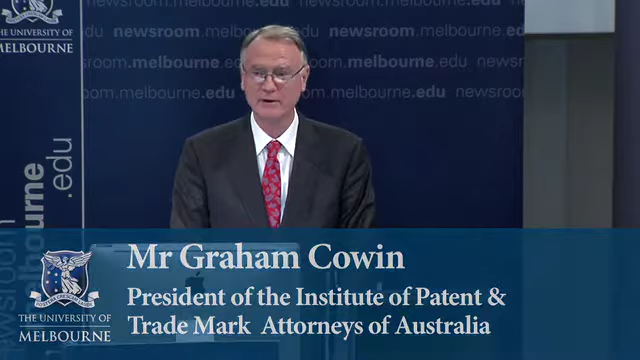 THE UNIVERSITY OF
MELBOURNE
newsroom.melbourne.edu
newsroom.melbourne.edu
newsroom.melbourne.edu
Mr Graham Cowin
President of the Institute of Patent &
Trade Mark Attorneys of Australia
THE UNIVERSITY OF
MELBOURNE